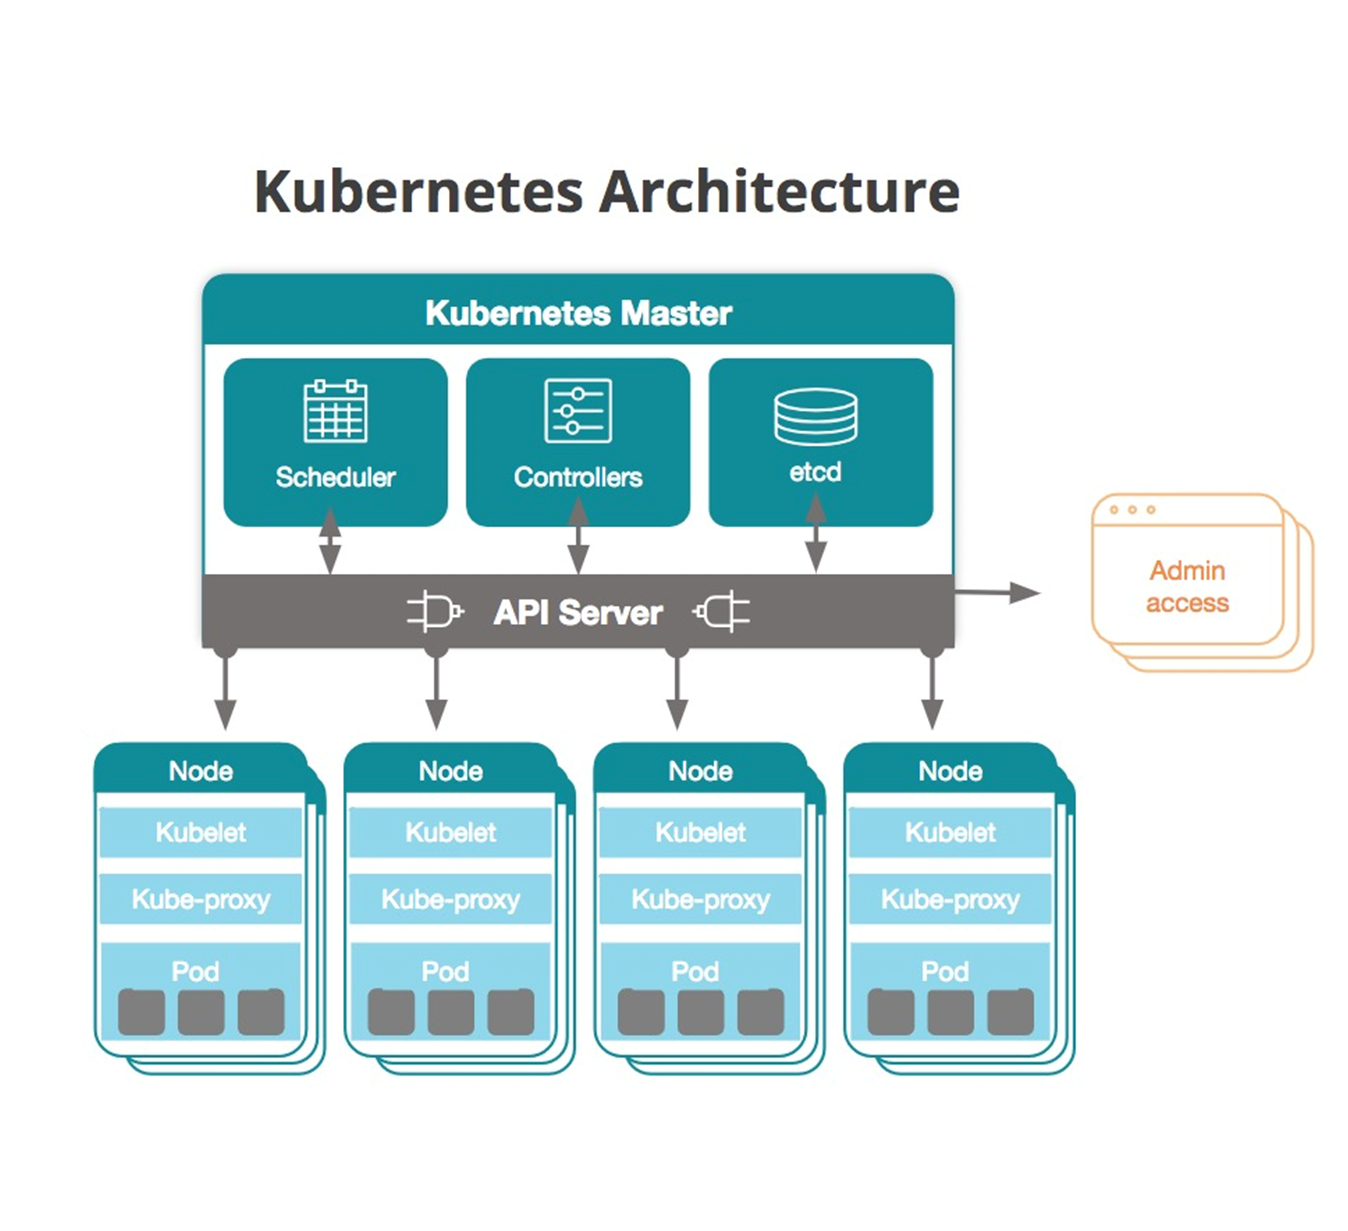 Kubernetes Architecture
Kubernetes Master
Scheduler
Controllers
etcd
API Server
Admin
access
Node
Kubelet
Kube-proxy
Pod
Node
Kubelet
Kube-proxy
Pod
Node
Kubelet
Kube-proxy
Pod
Node
Kubelet
Kube-proxy
Pod